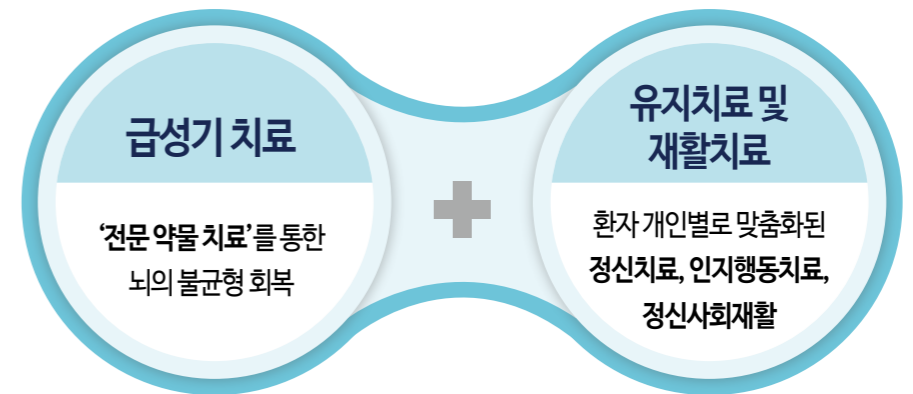 급성기 치료
‘전문 약물 치료’를 통한
뇌의 불균형 회복
유지치료 및
재활치료
환자 개인별로 맞춤화된
정신치료, 인지행동치료,
정신사회재활